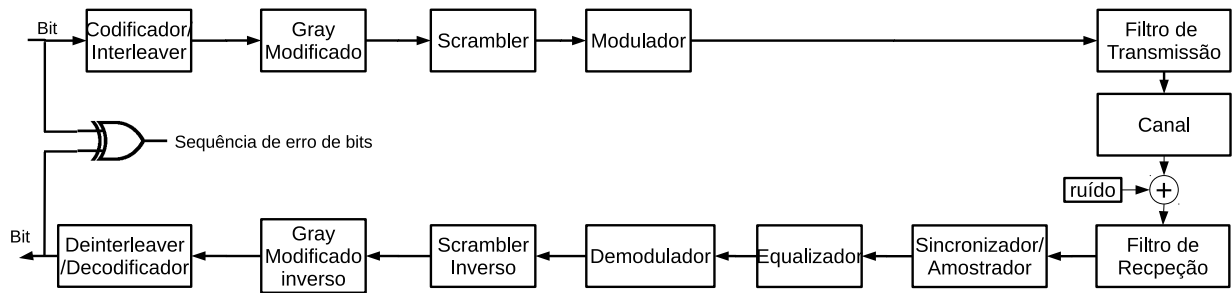 Bit
Codificador/
Interleaver
Gray
Modificado
Scrambler
Modulador
Filtro de
Transmissão
Canal
Sequência de erro de bits
ruído
+
Bit
Deinterleaver
/Decodificador
Gray
Modificado
inverso
Scrambler
Inverso
Demodulador
Equalizador
Sincronizador/
Amostrador
Filtro de
Recpeção